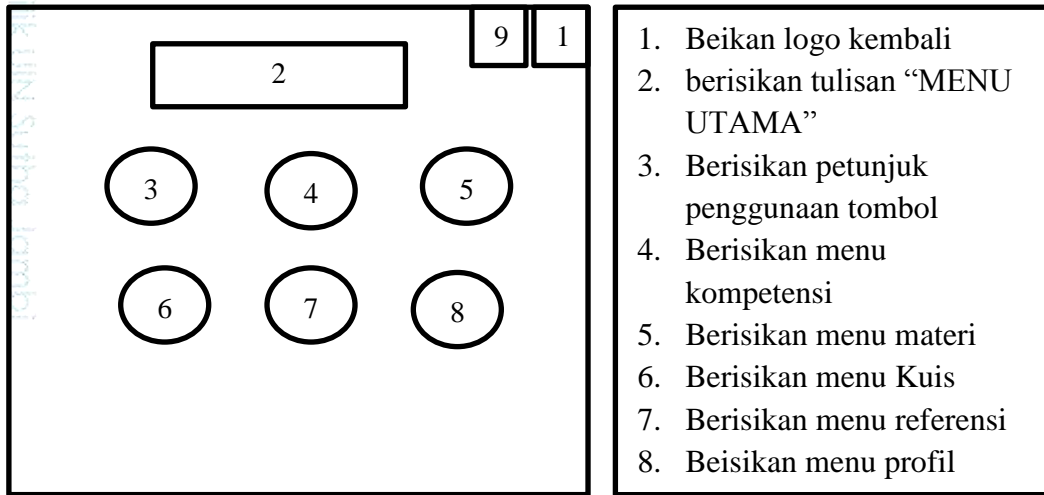 9 1
2
3 4 5
6 7 8
1. Beikan logo kembali
2. berisikan tulisan “MENU
UTAMA”
3. Berisikan petunjuk
penggunaan tombol
4. Berisikan menu
kompetensi
5. Berisikan menu materi
6. Berisikan menu Kuis
7. Berisikan menu referensi
8. Beisikan menu profil